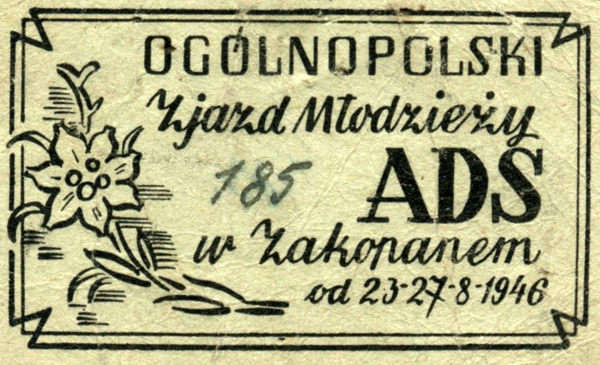 OGÓLNOPOLSKI
Zjazd Młodzieży
185 ADS
w Zakopanem
od 23-27-8-1946